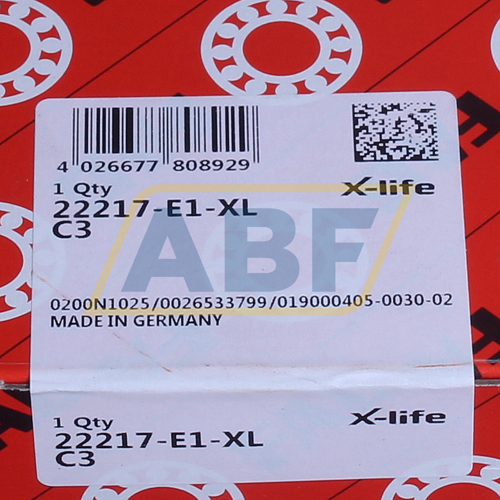 4 026677 808929
1 Qty
22217-E1-XL
C3
X-life
ABF
0200N1025/0026533799/019000405-0030-02
MADE IN GERMANY
1 Qty
22217-E1-XL
C3
X-life